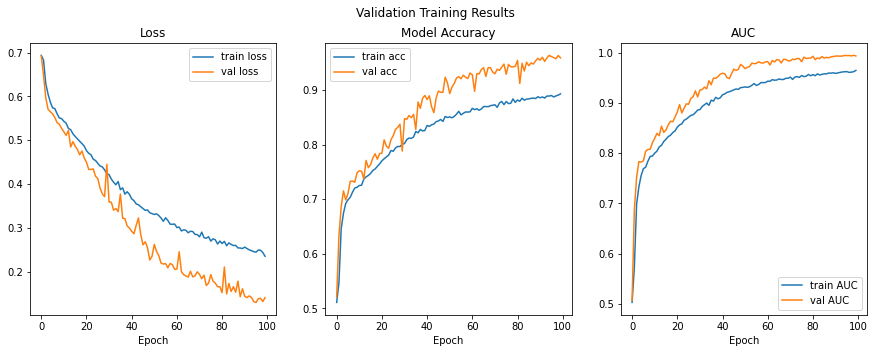 Validation Training Results
Loss
0.7
0.6
0.5
0.4
0.3
0.2
0
20
40
60
80
100
Epoch
train loss
val loss
Model Accuracy
0.9
0.8
0.7
0.6
0.5
0
20
40
60
80
100
Epoch
train acc
val acc
AUC
1.0
0.9
0.8
0.7
0.6
0.5
0
20
40
60
80
100
Epoch
train AUC
val AUC